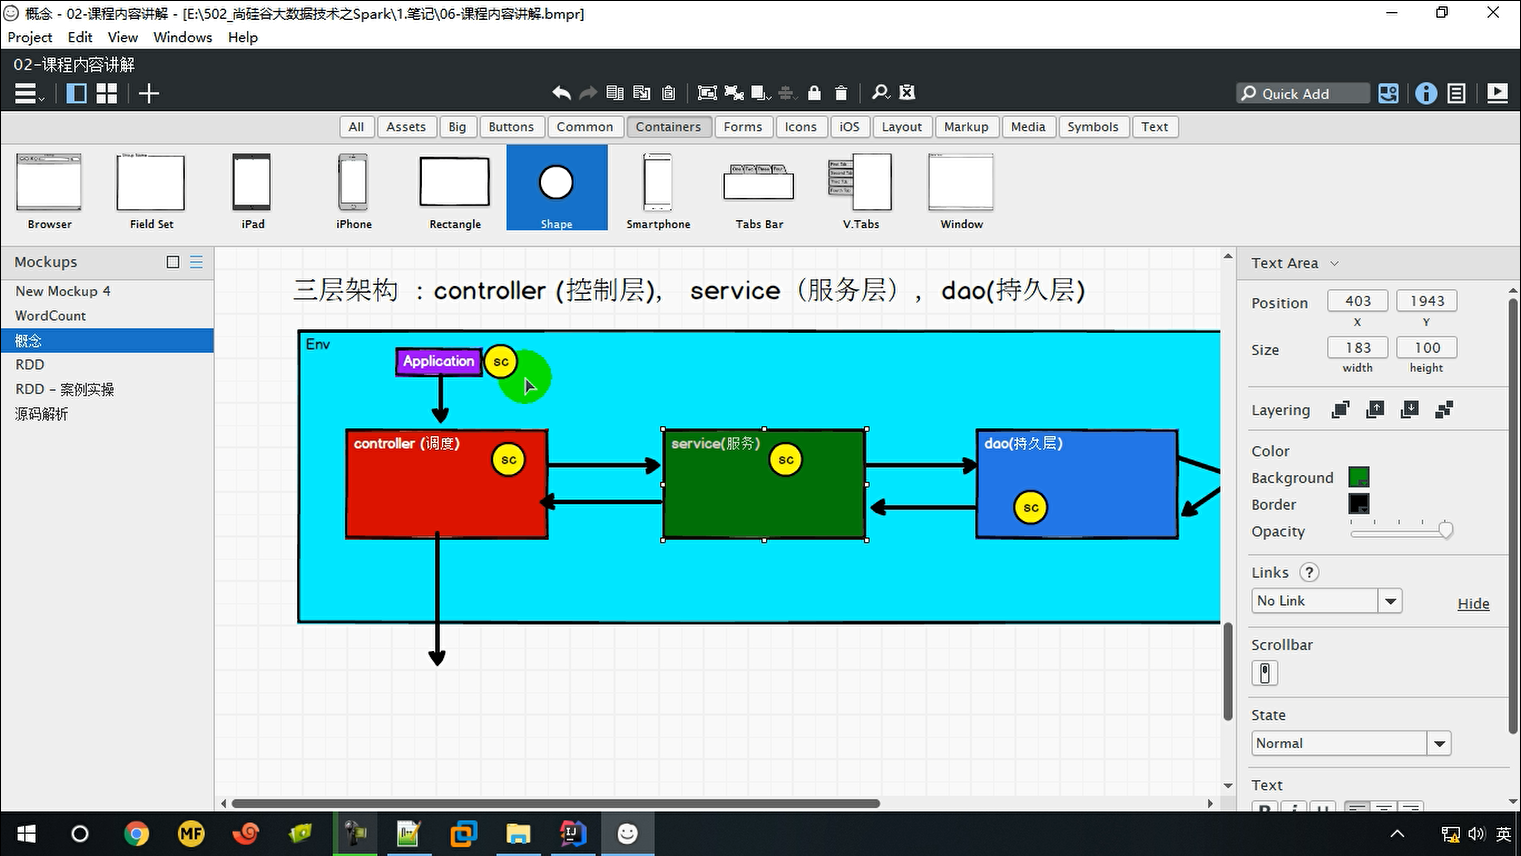 概念 - 02-课程内容讲解 - [E:\502_尚硅谷大数据技术之Spark\1.笔记\06-课程内容讲解.bmpr]
Project Edit View Windows Help
02-课程内容讲解
Quick Add
All Assets Big Buttons Common Containers Forms Icons iOS Layout Markup Media Symbols Text
Browser Field Set iPad iPhone Rectangle Shape Smartphone Tabs Bar V.Tabs Window
Mockups
New Mockup 4
WordCount
概念
RDD
RDD - 案例实操
源码解析
三层架构 : controller (控制层), service (服务层) , dao(持久层)
Env
Application
sc
controller (调度)
sc
service(服务)
sc
dao(持久层)
sc
Text Area
Position 403 1943
X Y
Size 183 100
width height
Layering
Color
Background
Border
Opacity
Links ?
No Link Hide
Scrollbar
State
Normal
Text
MF
英